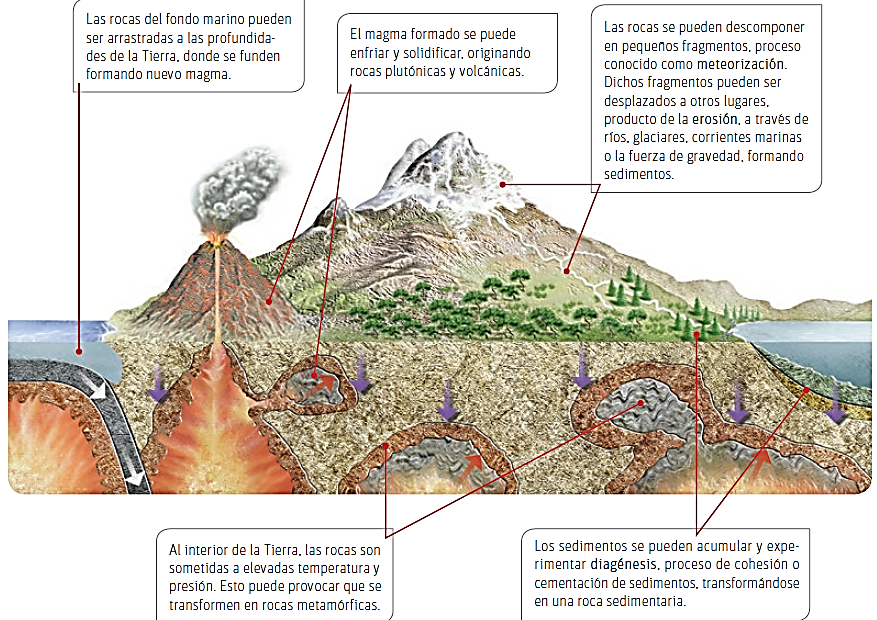 Las rocas del fondo marino pueden
ser arrastradas a las profundida-
des de la Tierra, donde se funden
formando nuevo magma.
El magma formado se puede
enfriar y solidificar, originando
rocas plutónicas y volcánicas.
Las rocas se pueden descomponer
en pequeños fragmentos, proceso
conocido como meteorización.
Dichos fragmentos pueden ser
desplazados a otros lugares,
producto de la erosión, a través de
ríos, glaciares, corrientes marinas
o la fuerza de gravedad, formando
sedimentos.
Al interior de la Tierra, las rocas son
sometidas a elevadas temperatura y
presión. Esto puede provocar que se
transformen en rocas metamórficas.
Los sedimentos se pueden acumular y expe-
rimentar diagénesis, proceso de cohesión o
cementación de sedimentos, transformándose
en una roca sedimentaria.